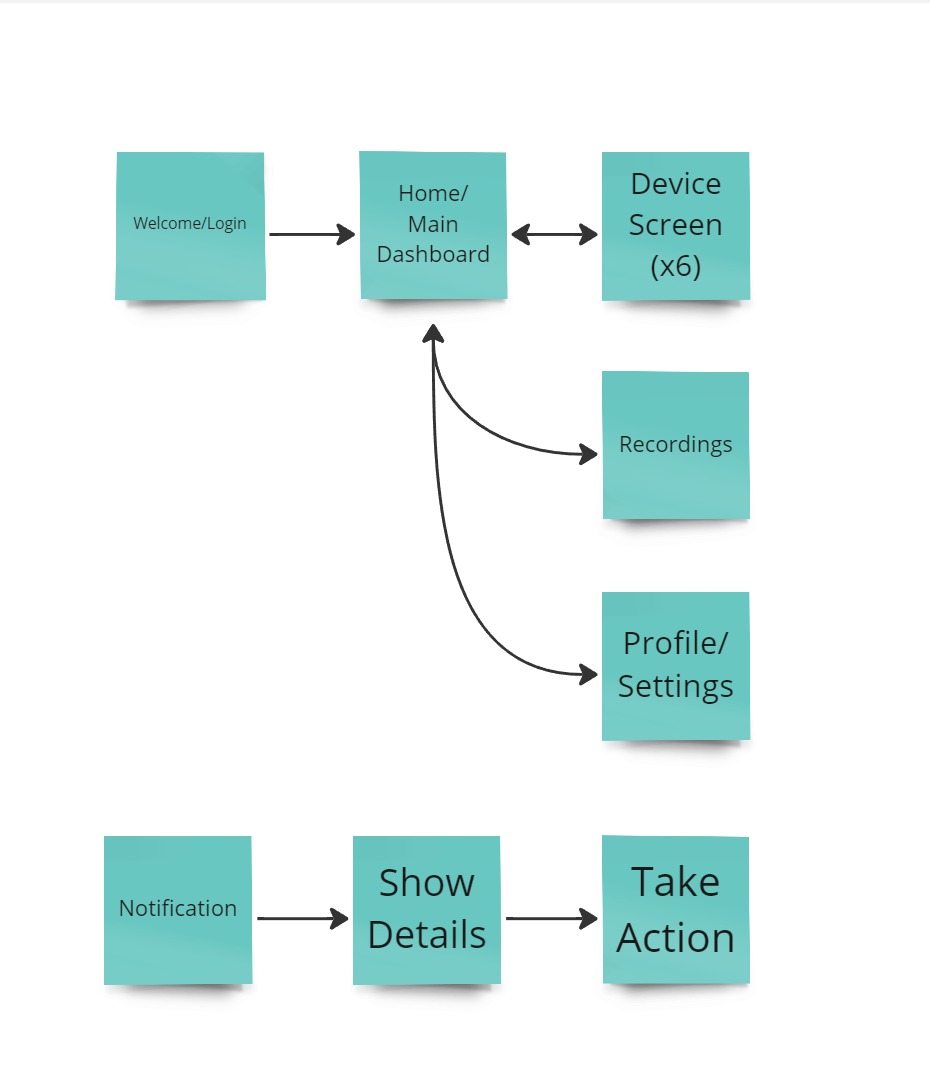 Welcome/Login
Home/
Main
Dashboard
Device
Screen
(x6)
Recordings
Profile/
Settings
Notification
Show
Details
Take
Action